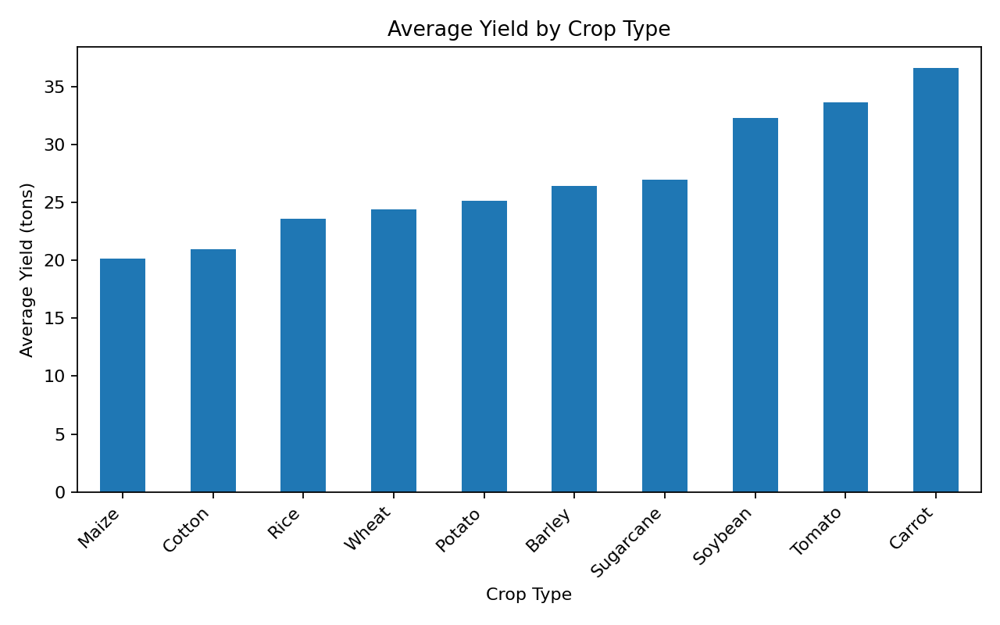 Average Yield by Crop Type
Average Yield (tons)
35
30
25
20
15
10
5
0
Maize
Cotton
Rice
Wheat
Potato
Barley
Sugarcane
Soybean
Tomato
Carrot
Crop Type